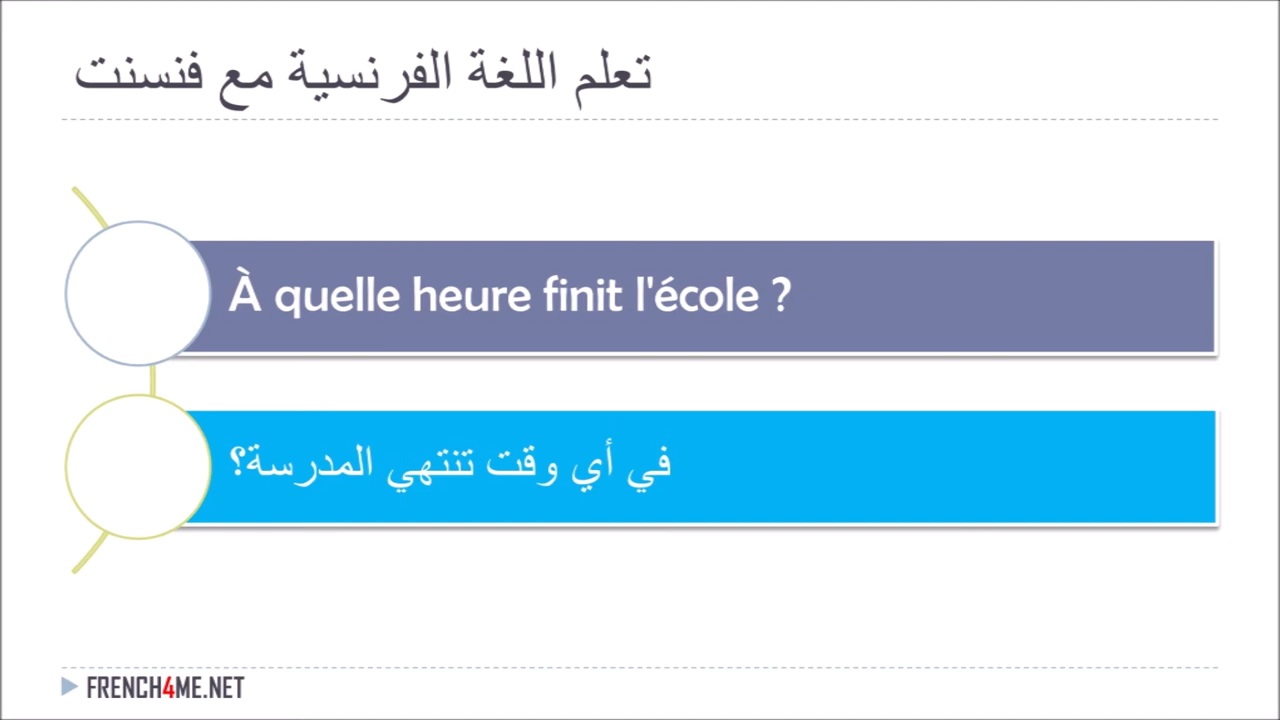 تعلم اللغة الفرنسية مع فنسنت
À quelle heure finit l'école ?
في أي وقت تنتهي المدرسة؟
FRENCH4ME.NET